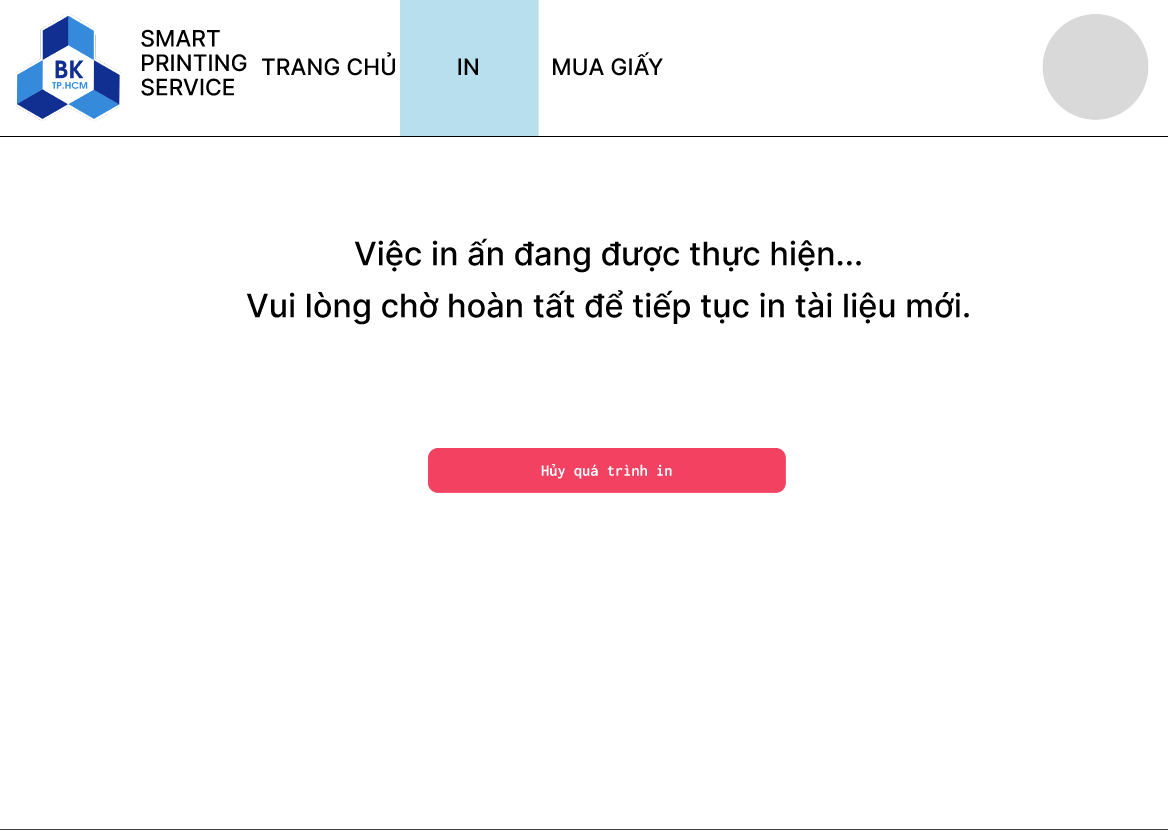 BK
TP.HCM
SMART
PRINTING
SERVICE
TRANG CHỦ
IN
MUA GIẤY
Việc in ấn đang được thực hiện...
Vui lòng chờ hoàn tất để tiếp tục in tài liệu mới.
Hủy quá trình in